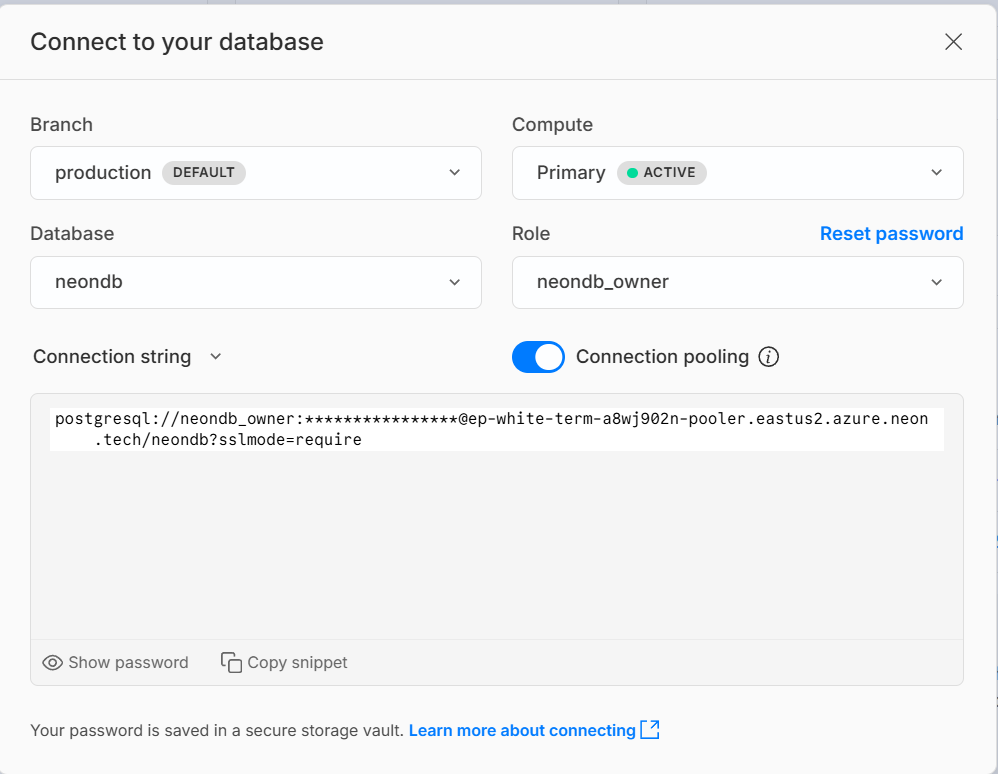 Connect to your database
Branch
Compute
production DEFAULT
Primary ACTIVE
Database
Role
Reset password
neondb
neondb_owner
Connection string
Connection pooling
postgresql://neondb_owner:****************@ep-white-term-a8wj902n-pooler.eastus2.azure.neon
.tech/neondb?sslmode=require
Show password
Copy snippet
Your password is saved in a secure storage vault. Learn more about connecting